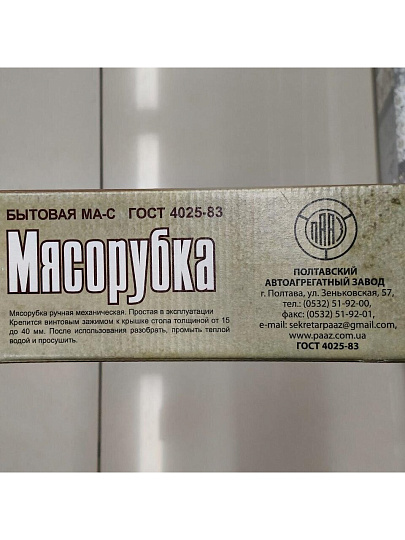 БЫТОВАЯ МА-С ГОСТ 4025-83
Мясорубка
Мясорубка ручная механическая. Простая в эксплуатации
Крепится винтовым зажимом к крышке стола толщиной от 15
до 40 мм. После использования разобрать, промыть теплой
водой и просушить.
ПААЗ
ПОЛТАВСКИЙ
АВТОАГРЕГАТНЫЙ ЗАВОД
г. Полтава, ул. Зеньковская, 57,
тел.: (0532) 51-92-00,
факс: (0532) 51-92-01,
e-mail: sekretarpaaz@gmail.com,
www.paaz.com.ua
ГОСТ 4025-83